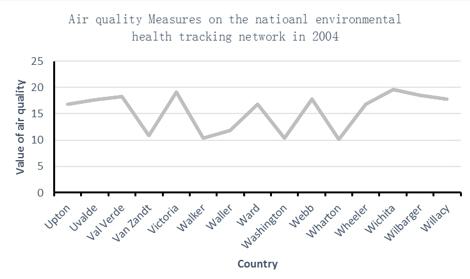 Air quality Measures on the natioanl environmental
health tracking network in 2004
25
20
15
10
5
0
Value of air quality
Upton
Uvalde
Val Verde
Van Zandt
Victoria
Walker
Waller
Ward
Washington
Webb
Wharton
Wheeler
Wichita
Wilbarger
Willacy
Country